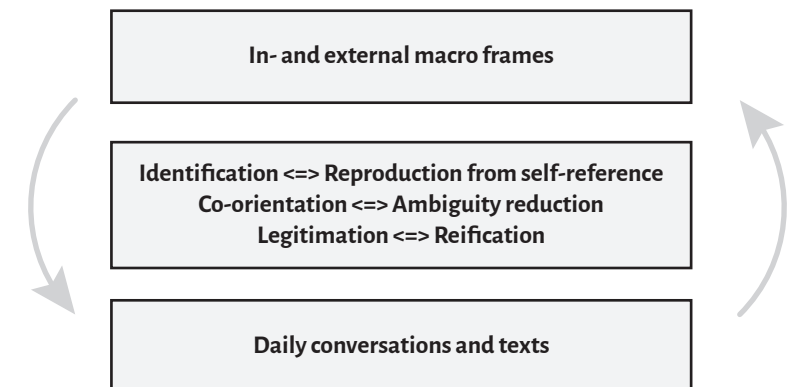 In- and external macro frames
Identification <=> Reproduction from self-reference
Co-orientation <=> Ambiguity reduction
Legitimation <=> Reification
Daily conversations and texts